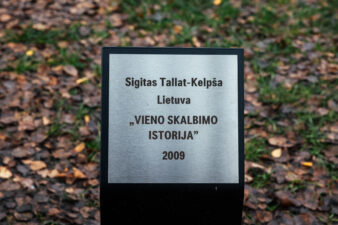 Sigitas Tallat-Kelpša
Lietuva
„VIENO SKALBIMO
ISTORIJA”
2009